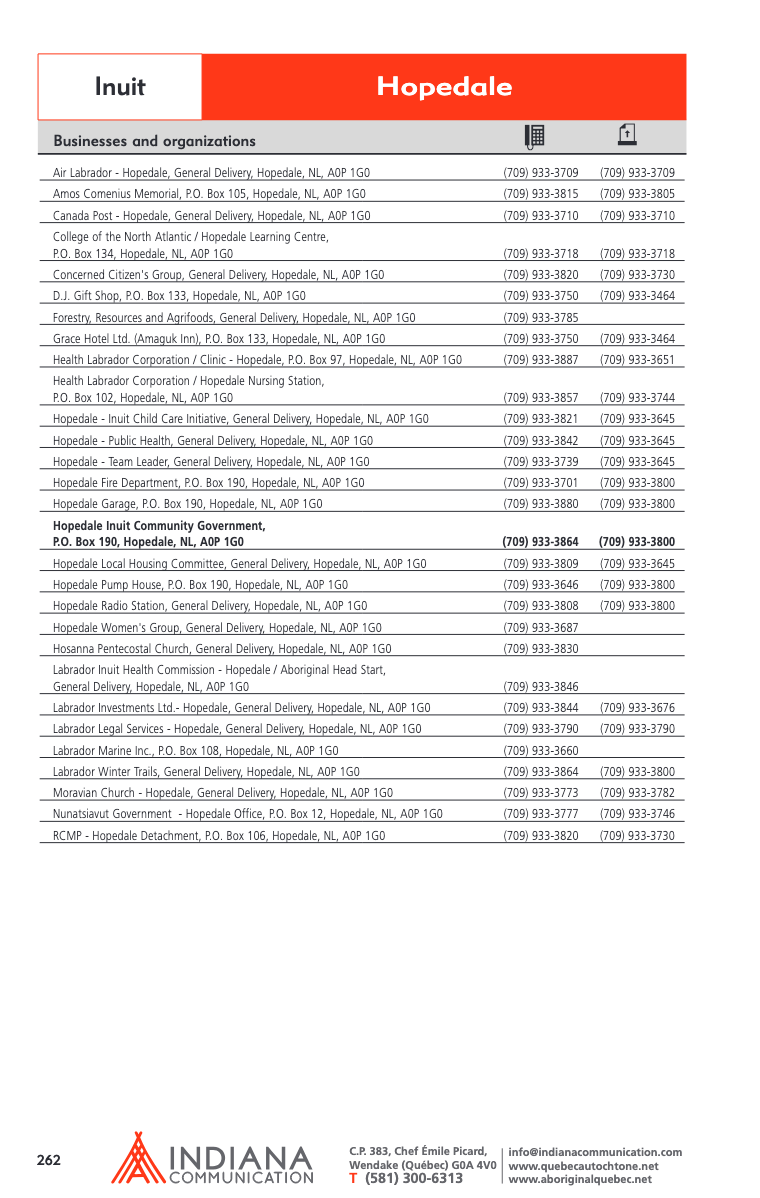 Inuit
Hopedale
Businesses and organizations
Air Labrador - Hopedale, General Delivery, Hopedale, NL, A0P 1G0 (709) 933-3709 (709) 933-3709
Amos Comenius Memorial, P.O. Box 105, Hopedale, NL, A0P 1G0 (709) 933-3815 (709) 933-3805
Canada Post - Hopedale, General Delivery, Hopedale, NL, A0P 1G0 (709) 933-3710 (709) 933-3710
College of the North Atlantic / Hopedale Learning Centre,
P.O. Box 134, Hopedale, NL, A0P 1G0 (709) 933-3718 (709) 933-3718
Concerned Citizen's Group, General Delivery, Hopedale, NL, A0P 1G0 (709) 933-3820 (709) 933-3730
D.J. Gift Shop, P.O. Box 133, Hopedale, NL, A0P 1G0 (709) 933-3750 (709) 933-3464
Forestry, Resources and Agrifoods, General Delivery, Hopedale, NL, A0P 1G0 (709) 933-3785
Grace Hotel Ltd. (Amaguk Inn), P.O. Box 133, Hopedale, NL, A0P 1G0 (709) 933-3750 (709) 933-3464
Health Labrador Corporation / Clinic - Hopedale, P.O. Box 97, Hopedale, NL, A0P 1G0 (709) 933-3887 (709) 933-3651
Health Labrador Corporation / Hopedale Nursing Station,
P.O. Box 102, Hopedale, NL, A0P 1G0 (709) 933-3857 (709) 933-3744
Hopedale - Inuit Child Care Initiative, General Delivery, Hopedale, NL, A0P 1G0 (709) 933-3821 (709) 933-3645
Hopedale - Public Health, General Delivery, Hopedale, NL, A0P 1G0 (709) 933-3842 (709) 933-3645
Hopedale - Team Leader, General Delivery, Hopedale, NL, A0P 1G0 (709) 933-3739 (709) 933-3645
Hopedale Fire Department, P.O. Box 190, Hopedale, NL, A0P 1G0 (709) 933-3701 (709) 933-3800
Hopedale Garage, P.O. Box 190, Hopedale, NL, A0P 1G0 (709) 933-3880 (709) 933-3800
Hopedale Inuit Community Government,
P.O. Box 190, Hopedale, NL, A0P 1G0 (709) 933-3864 (709) 933-3800
Hopedale Local Housing Committee, General Delivery, Hopedale, NL, A0P 1G0 (709) 933-3809 (709) 933-3645
Hopedale Pump House, P.O. Box 190, Hopedale, NL, A0P 1G0 (709) 933-3646 (709) 933-3800
Hopedale Radio Station, General Delivery, Hopedale, NL, A0P 1G0 (709) 933-3808 (709) 933-3800
Hopedale Women's Group, General Delivery, Hopedale, NL, A0P 1G0 (709) 933-3687
Hosanna Pentecostal Church, General Delivery, Hopedale, NL, A0P 1G0 (709) 933-3830
Labrador Inuit Health Commission - Hopedale / Aboriginal Head Start,
General Delivery, Hopedale, NL, A0P 1G0 (709) 933-3846
Labrador Investments Ltd.- Hopedale, General Delivery, Hopedale, NL, A0P 1G0 (709) 933-3844 (709) 933-3676
Labrador Legal Services - Hopedale, General Delivery, Hopedale, NL, A0P 1G0 (709) 933-3790 (709) 933-3790
Labrador Marine Inc., P.O. Box 108, Hopedale, NL, A0P 1G0 (709) 933-3660
Labrador Winter Trails, General Delivery, Hopedale, NL, A0P 1G0 (709) 933-3864 (709) 933-3800
Moravian Church - Hopedale, General Delivery, Hopedale, NL, A0P 1G0 (709) 933-3773 (709) 933-3782
Nunatsiavut Government - Hopedale Office, P.O. Box 12, Hopedale, NL, A0P 1G0 (709) 933-3777 (709) 933-3746
RCMP - Hopedale Detachment, P.O. Box 106, Hopedale, NL, A0P 1G0 (709) 933-3820 (709) 933-3730
262
INDIANA
COMMUNICATION
C.P. 383, Chef Émile Picard,
Wendake (Québec) G0A 4V0
T (581) 300-6313
info@indianacommunication.com
www.quebecautochtone.net
www.aboriginalquebec.net